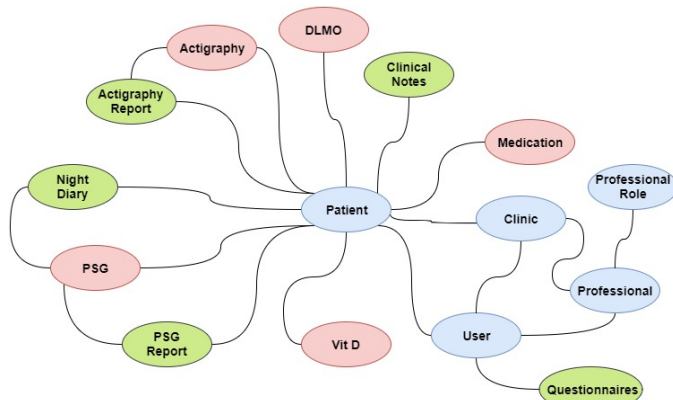 DLMO
Actigraphy
Clinical
Notes
Actigraphy
Report
Medication
Night
Diary
Professional
Role
Patient
Clinic
PSG
Professional
User
PSG
Report
Vit D
Questionnaires